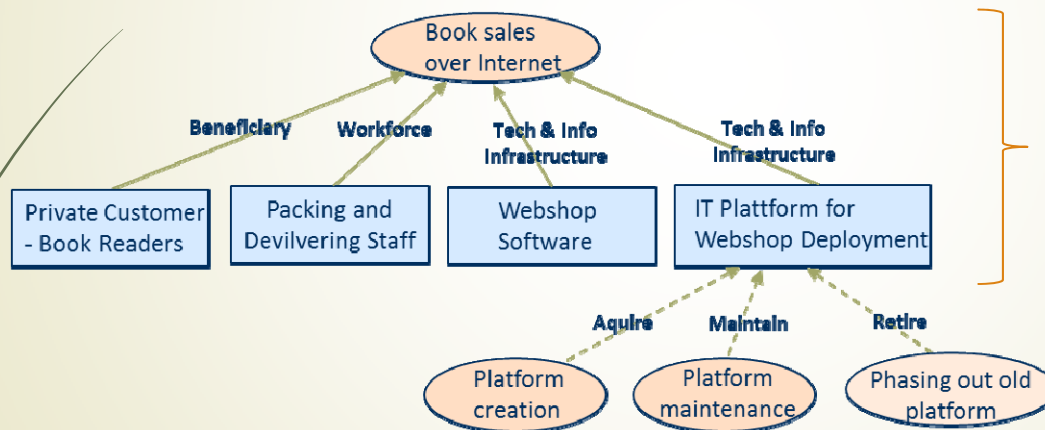 Book sales
over Internet
Beneficiary
Workforce
Tech & Info
Infrastructure
Tech & Info
Infrastructure
Private Customer
- Book Readers
Packing and
Devilvering Staff
Webshop
Software
IT Plattform for
Webshop Deployment
Aquire
Maintain
Retire
Platform
creation
Platform
maintenance
Phasing out old
platform